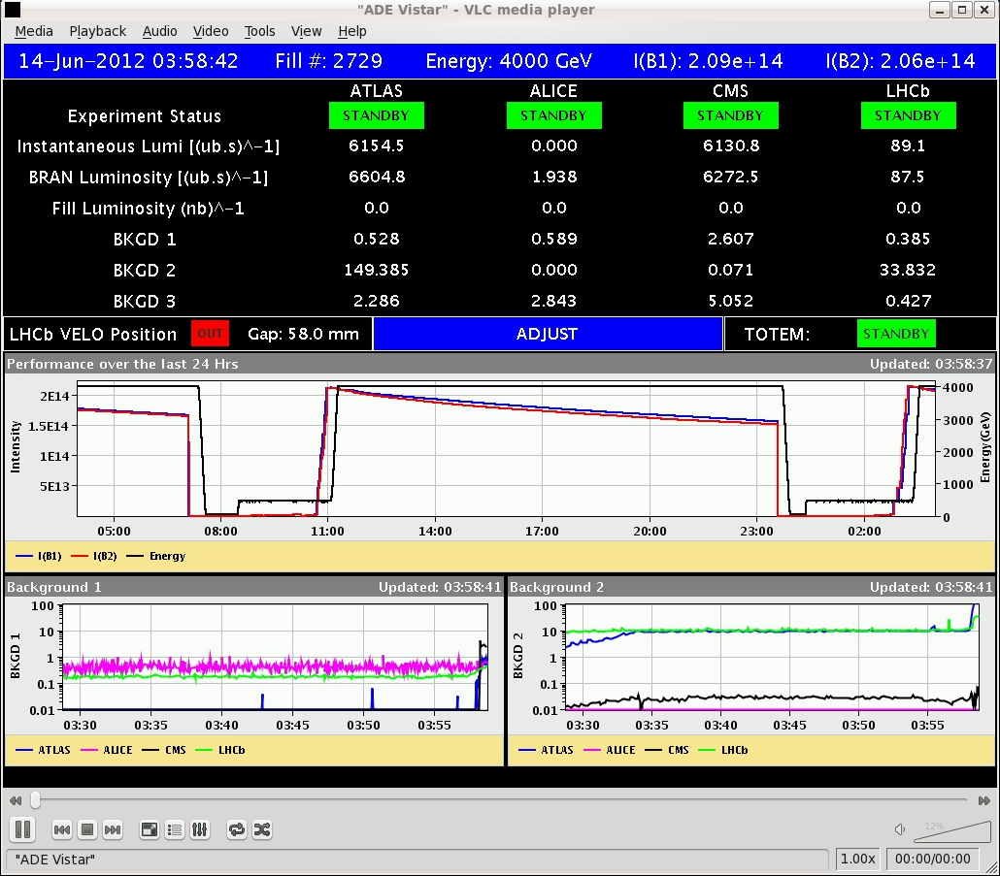 "ADE Vistar" - VLC media player
Media Playback Audio Video Tools View Help
14-Jun-2012 03:58:42 Fill #: 2729 Energy: 4000 GeV I(B1): 2.09e+14 I(B2): 2.06e+14
ATLAS ALICE CMS LHCb
Experiment Status STANDBY STANDBY STANDBY STANDBY
Instantaneous Lumi [(ub.s)^-1] 6154.5 0.000 6130.8 89.1
BRAN Luminosity [(ub.s)^-1] 6604.8 1.938 6272.5 87.5
Fill Luminosity (nb)^-1 0.0 0.0 0.0 0.0
BKGD 1 0.528 0.589 2.607 0.385
BKGD 2 149.385 0.000 0.071 33.832
BKGD 3 2.286 2.843 5.052 0.427
LHCb VELO Position OUT Gap: 58.0 mm ADJUST TOTEM: STANDBY
Performance over the last 24 Hrs Updated: 03:58:37
Intensity
2E14
1.5E14
1E14
5E13
4000
3000
2000
1000
0
Energy(GeV)
05:00 08:00 11:00 14:00 17:00 20:00 23:00 02:00
I(B1) I(B2) Energy
Background 1 Updated: 03:58:41
BKGD 1
100
10
1
0.1
0.01
03:30 03:35 03:40 03:45 03:50 03:55
ATLAS ALICE CMS LHCb
Background 2 Updated: 03:58:41
BKGD 2
100
10
1
0.1
0.01
03:30 03:35 03:40 03:45 03:50 03:55
ATLAS ALICE CMS LHCb
12%
"ADE Vistar" 1.00x 00:00/00:00